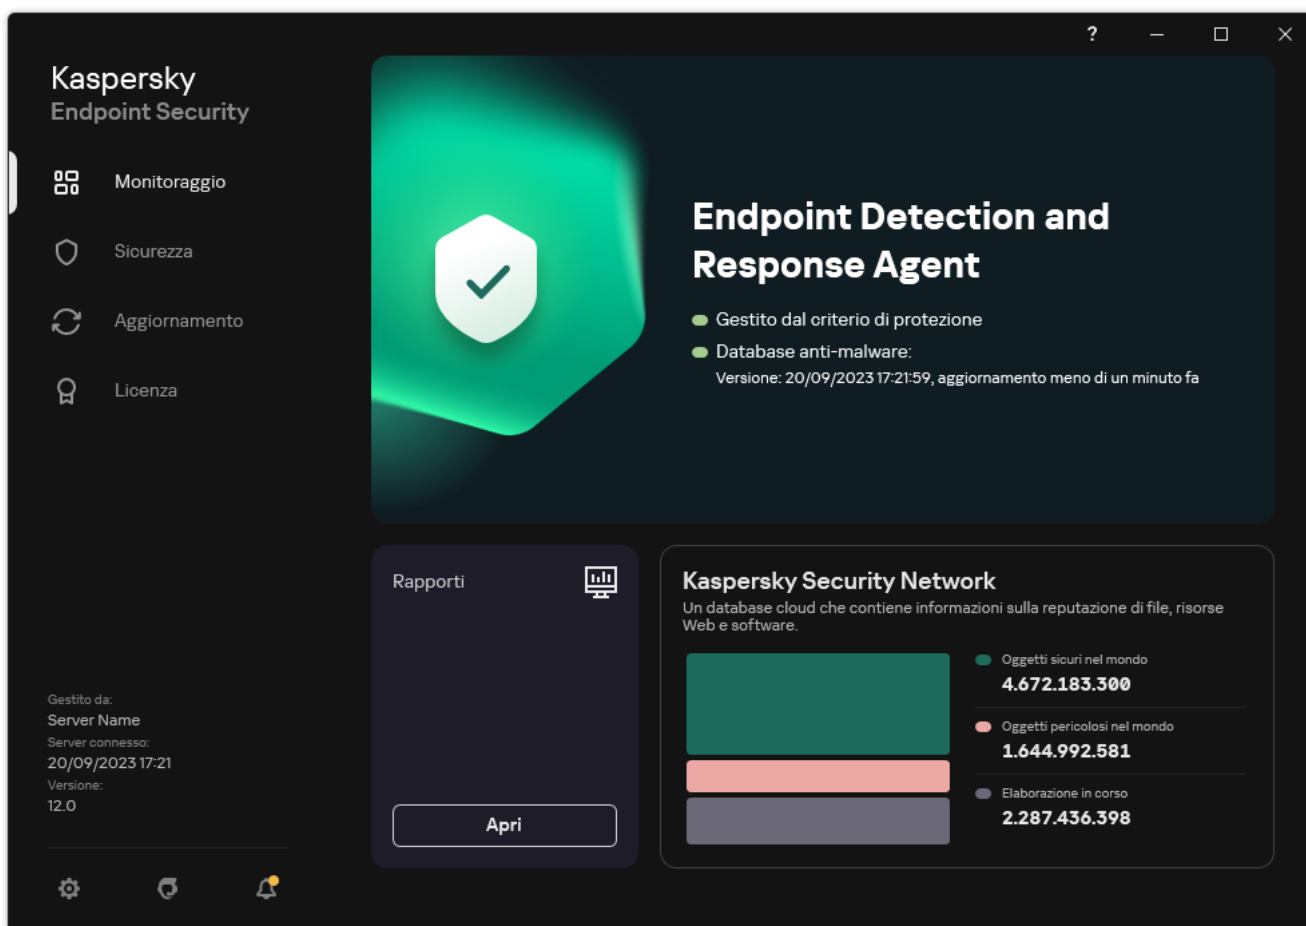 ?
Kaspersky
Endpoint Security
Monitoraggio
Sicurezza
Aggiornamento
Licenza
Endpoint Detection and
Response Agent
Gestito dal criterio di protezione
Database anti-malware:
Versione: 20/09/2023 17:21:59, aggiornamento meno di un minuto fa
Rapporti
Apri
Kaspersky Security Network
Un database cloud che contiene informazioni sulla reputazione di file, risorse
Web e software.
Oggetti sicuri nel mondo
4.672.183.300
Oggetti pericolosi nel mondo
1.644.992.581
Elaborazione in corso
2.287.436.398
Gestito da:
Server Name
Server connesso:
20/09/2023 17:21
Versione:
12.0